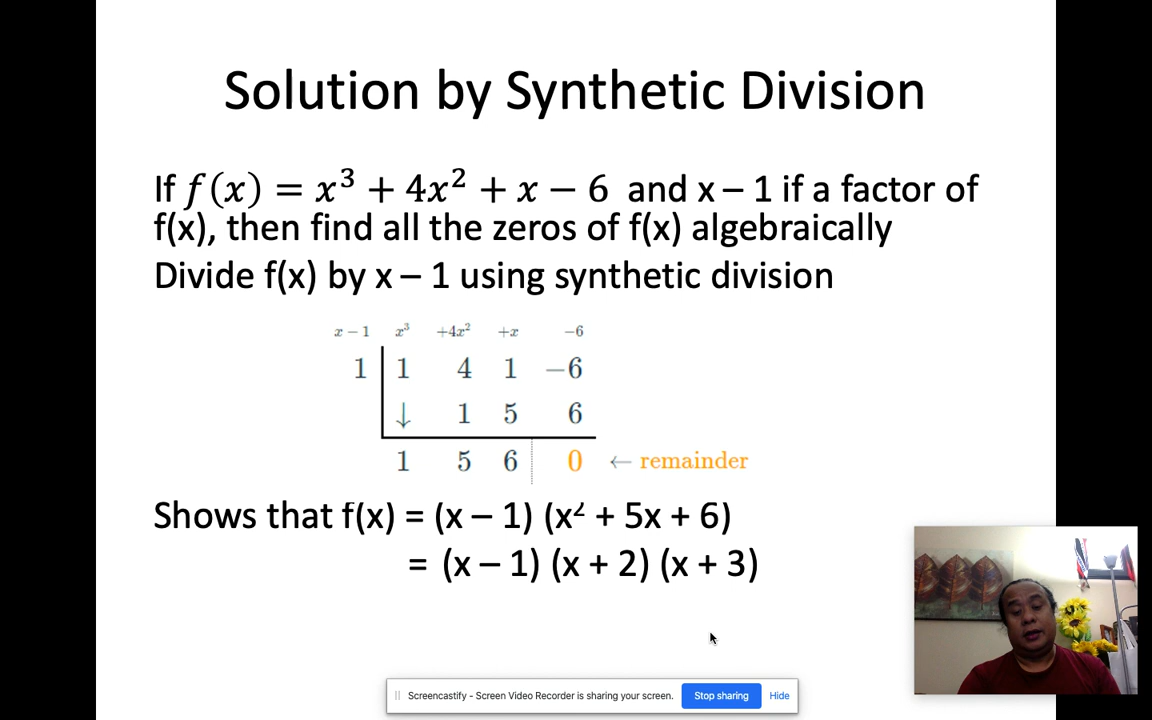 Solution by Synthetic Division
If f(x) = x³ + 4x² + x − 6 and x – 1 if a factor of
f(x), then find all the zeros of f(x) algebraically
Divide f(x) by x – 1 using synthetic division
x − 1 x³ +4x² +x −6
1 1 4 1 −6
↓ 1 5 6
1 5 6 0 ← remainder
Shows that f(x) = (x – 1) (x² + 5x + 6)
= (x – 1) (x + 2) (x + 3)
Screencastify - Screen Video Recorder is sharing your screen. Stop sharing Hide